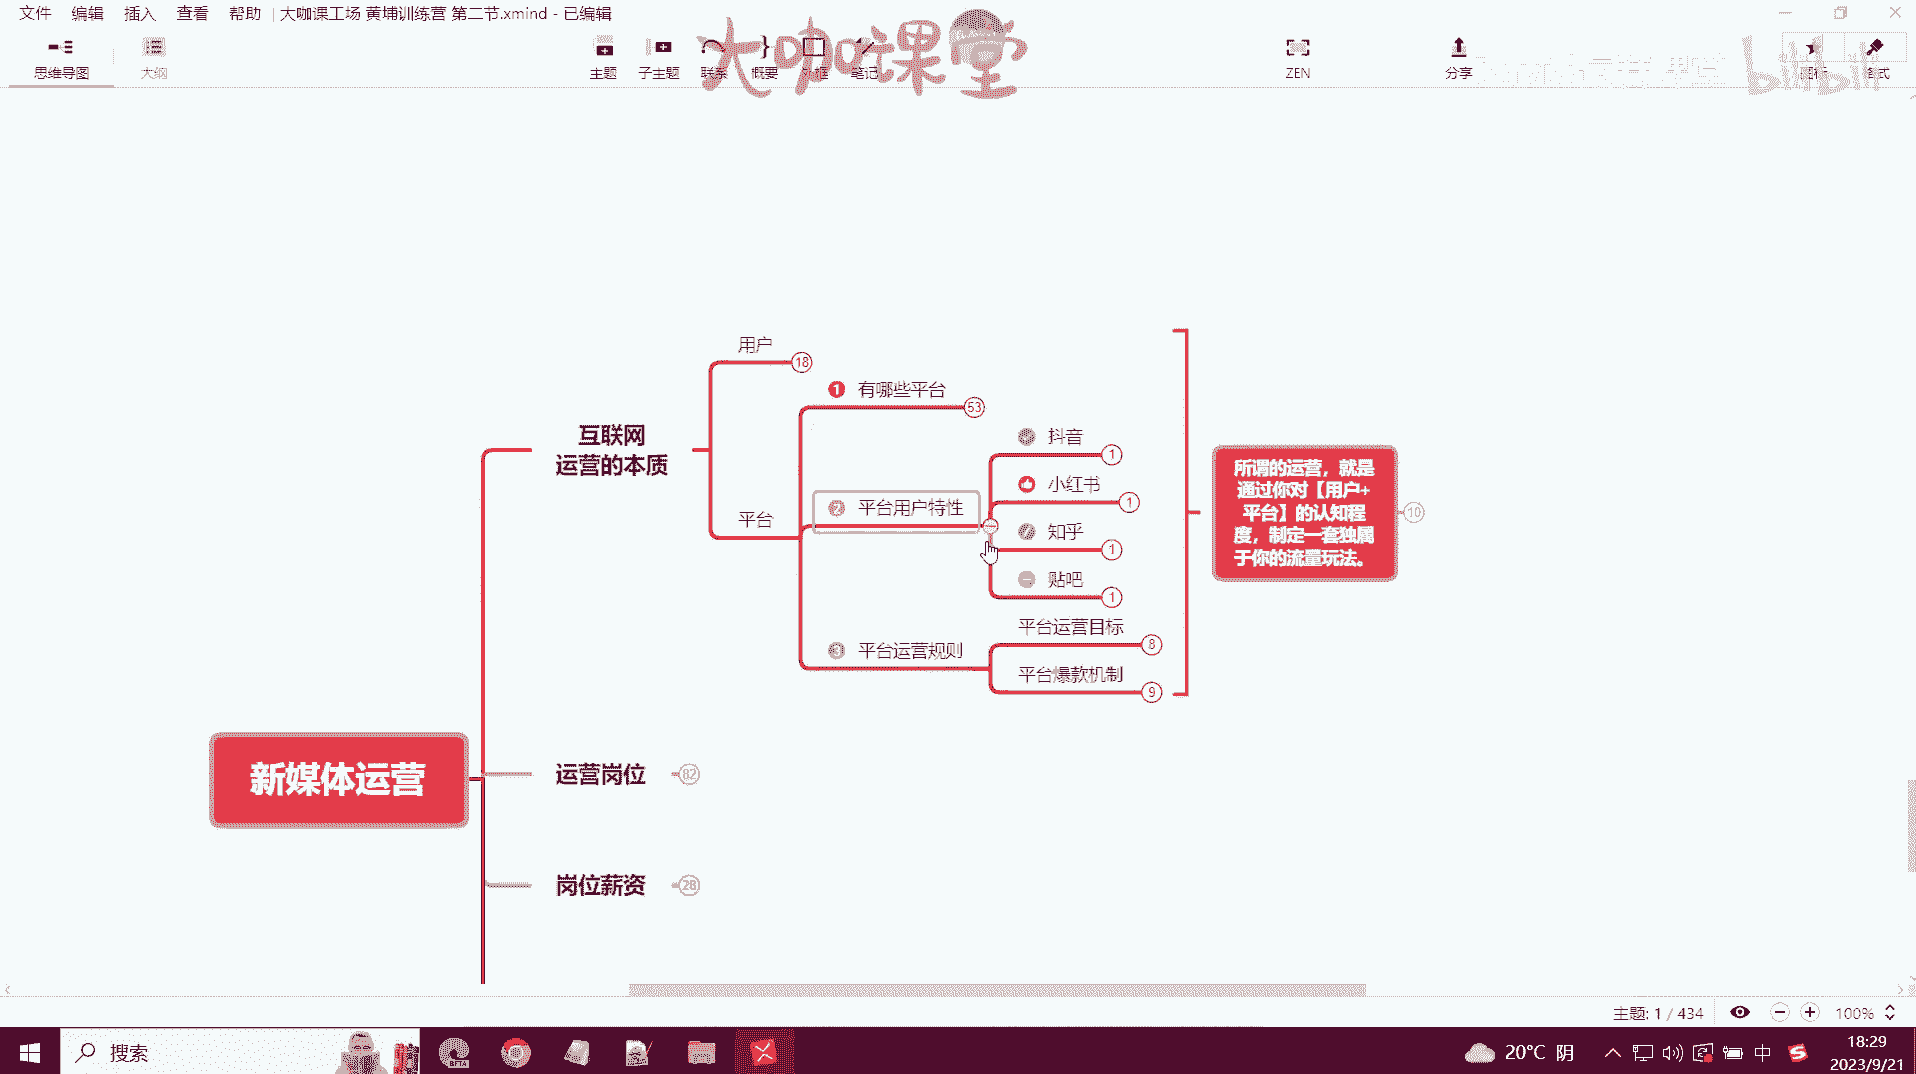 文件 编辑 插入 查看 帮助 大咖课工场 黄埔训练营 第二节.xmind - 已编辑
思维导图
大纲
主题
子主题
联系
概要
外框
笔记
ZEN
分享
大咖课堂
bilibili
用户
18
1 有哪些平台
53
互联网
运营的本质
平台
2 平台用户特性
抖音
1
小红书
1
知乎
1
贴吧
1
3 平台运营规则
平台运营目标
8
平台爆款机制
9
所谓的运营，就是
通过你对【用户+
平台】的认知程
度，制定一套独属
于你的流量玩法。
10
新媒体运营
运营岗位
82
岗位薪资
28
主题: 1 / 434
100%
搜索
BETA
20°C 阴
中
18:29
2023/9/21